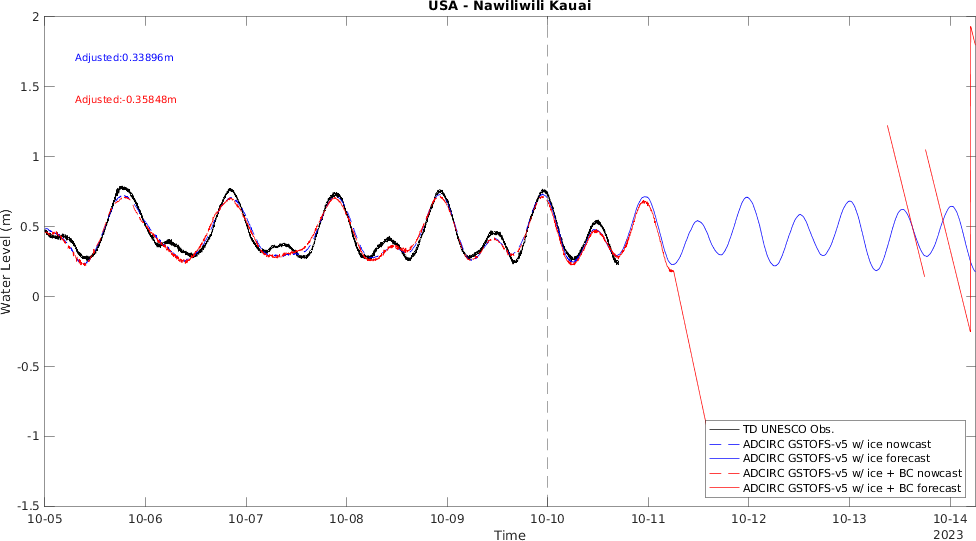 USA - Nawiliwili Kauai
2
Adjusted:0.33896m
1.5
Adjusted:-0.35848m
1
0.5
0
-0.5
-1
-1.5
Water Level (m)
TD UNESCO Obs.
ADCIRC GSTOFS-v5 w/ ice nowcast
ADCIRC GSTOFS-v5 w/ ice forecast
ADCIRC GSTOFS-v5 w/ ice + BC nowcast
ADCIRC GSTOFS-v5 w/ ice + BC forecast
10-05 10-06 10-07 10-08 10-09 10-10 10-11 10-12 10-13 10-14
2023
Time